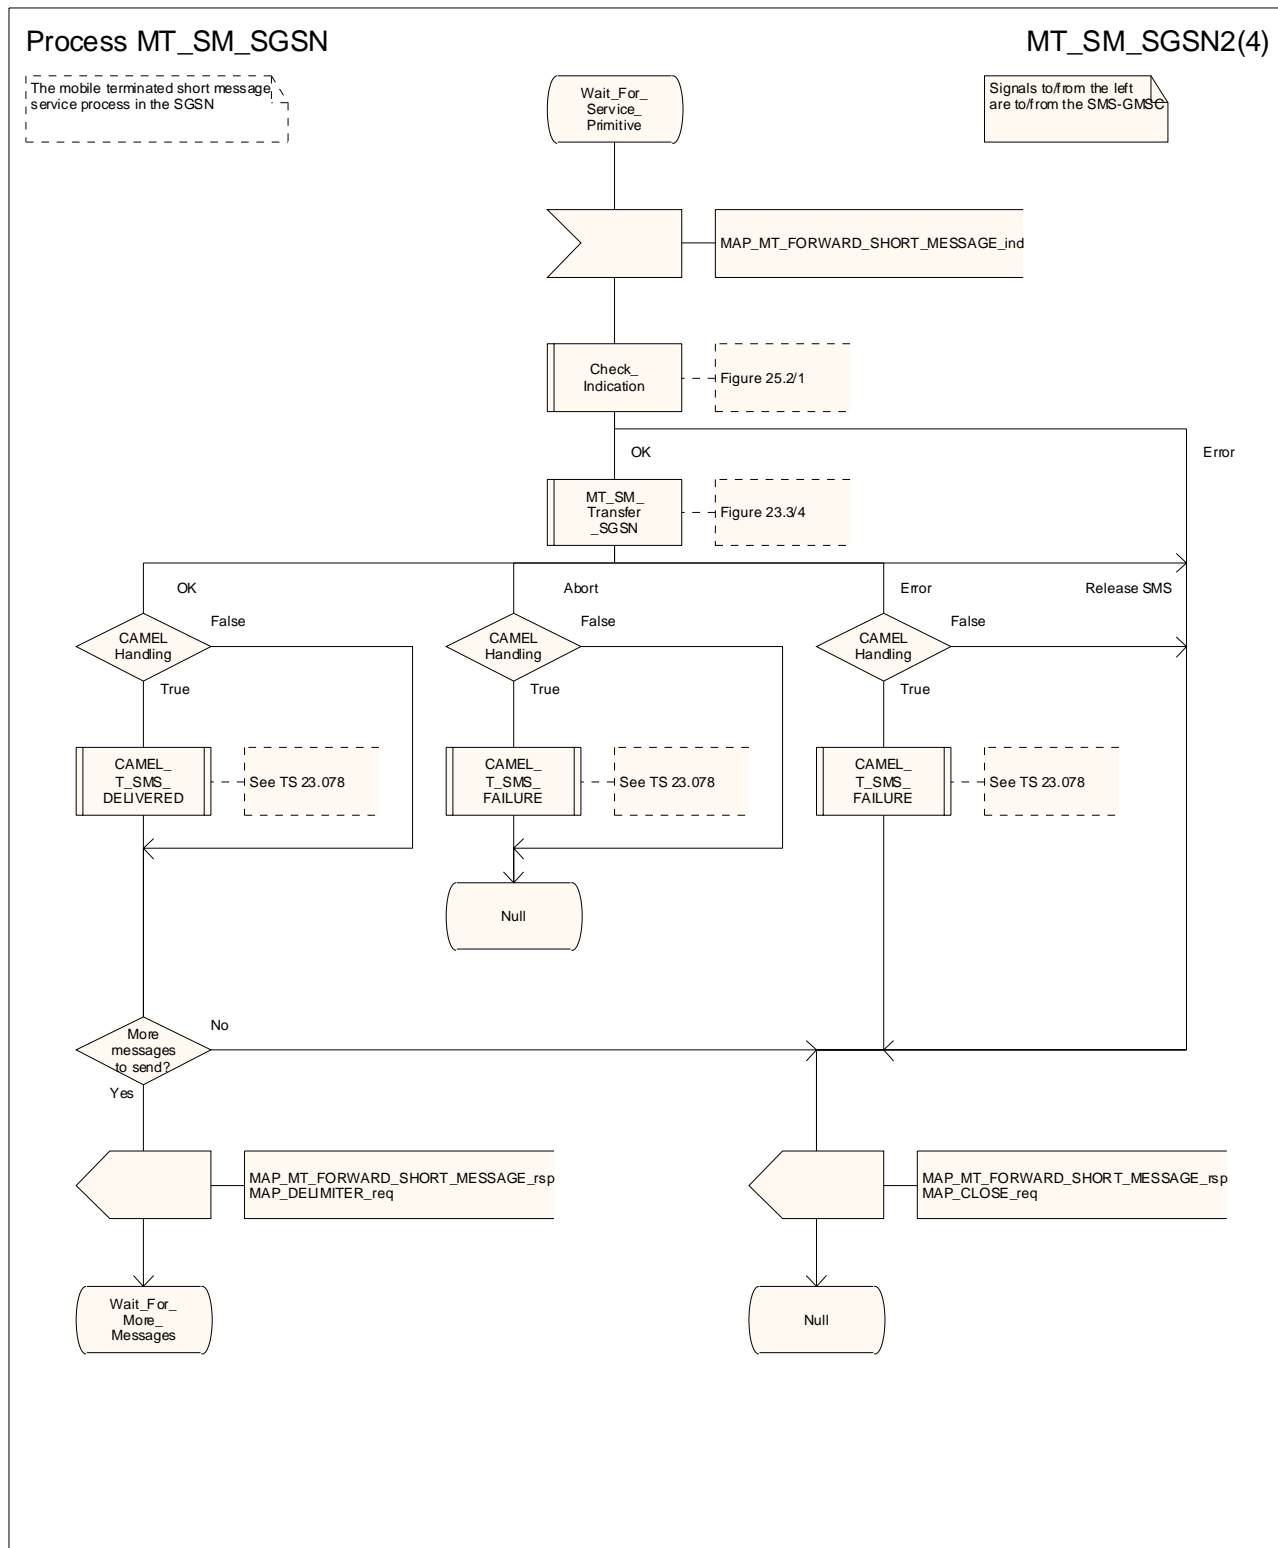 Process MT_SM_SGSN
MT_SM_SGSN2(4)
The mobile terminated short message
service process in the SGSN
Wait_For_
Service_
Primitive
Signals to/from the left
are to/from the SMS-GMSC
MAP_MT_FORWARD_SHORT_MESSAGE_ind
Check_
Indication
Figure 25.2/1
OK
Error
MT_SM_
Transfer
_SGSN
Figure 23.3/4
OK
Abort
Error
Release SMS
CAMEL
Handling
False
True
CAMEL
Handling
False
True
CAMEL
Handling
False
True
CAMEL_
T_SMS_
DELIVERED
See TS 23.078
CAMEL_
T_SMS_
FAILURE
See TS 23.078
CAMEL_
T_SMS_
FAILURE
See TS 23.078
Null
More
messages
to send?
No
Yes
MAP_MT_FORWARD_SHORT_MESSAGE_rsp
MAP_DELIMITER_req
MAP_MT_FORWARD_SHORT_MESSAGE_rsp
MAP_CLOSE_req
Wait_For_
More_
Messages
Null